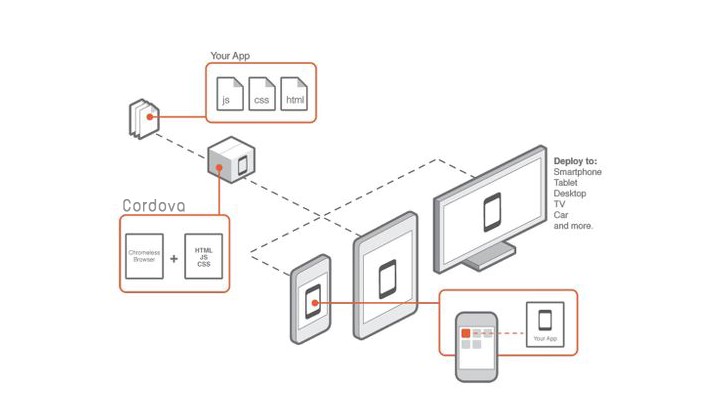 Your App
js
css
html
Cordova
Chromeless
Browser
+
HTML
JS
CSS
Deploy to:
Smartphone
Tablet
Desktop
TV
Car
and more.
Your App